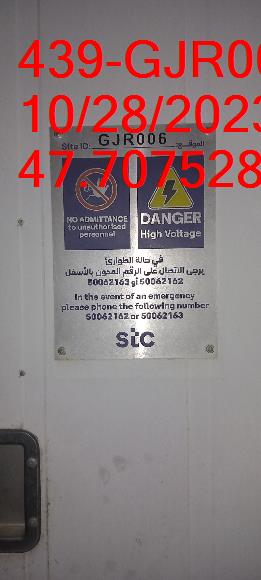 439-GJR00
10/28/2023
47.707528
Site ID: GJR006 الموقع:
NO ADMITTANCE
to unauthorised
personnel
DANGER
High Voltage
في حالة الطوارئ
يرجى الاتصال على الرقم المدون بالأسفل
50062163 أو 50062162
In the event of an emergency
please phone the following number
50062162 or 50062163
stc